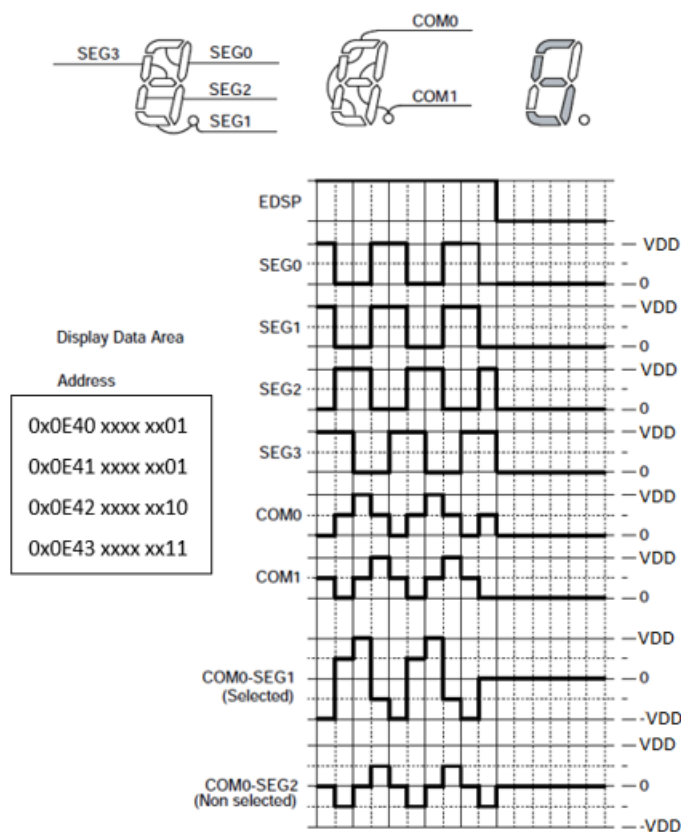 SEG3
SEG0
SEG2
SEG1
COM0
COM1
EDSP
SEG0
VDD
0
SEG1
VDD
0
SEG2
VDD
0
SEG3
VDD
0
COM0
VDD
0
COM1
VDD
0
COM0-SEG1
(Selected)
VDD
0
-VDD
COM0-SEG2
(Non selected)
VDD
0
-VDD
Display Data Area
Address
0x0E40 xxxx xx01
0x0E41 xxxx xx01
0x0E42 xxxx xx10
0x0E43 xxxx xx11